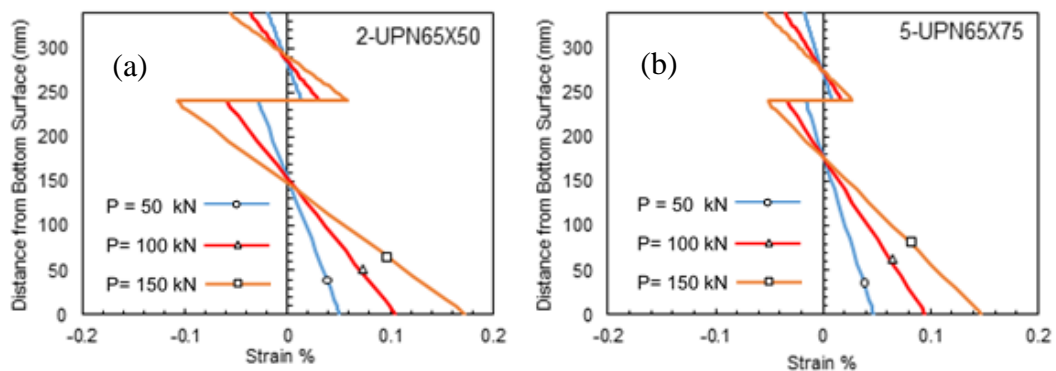 (a)
2-UPN65X50
Distance from Bottom Surface (mm)
300
250
200
150
100
50
0
P = 50 kN
P= 100 kN
P= 150 kN
-0.2
-0.1
0
0.1
0.2
Strain %
(b)
5-UPN65X75
Distance from Bottom Surface (mm)
300
250
200
150
100
50
0
P = 50 kN
P= 100 kN
P= 150 kN
-0.2
-0.1
0
0.1
0.2
Strain %